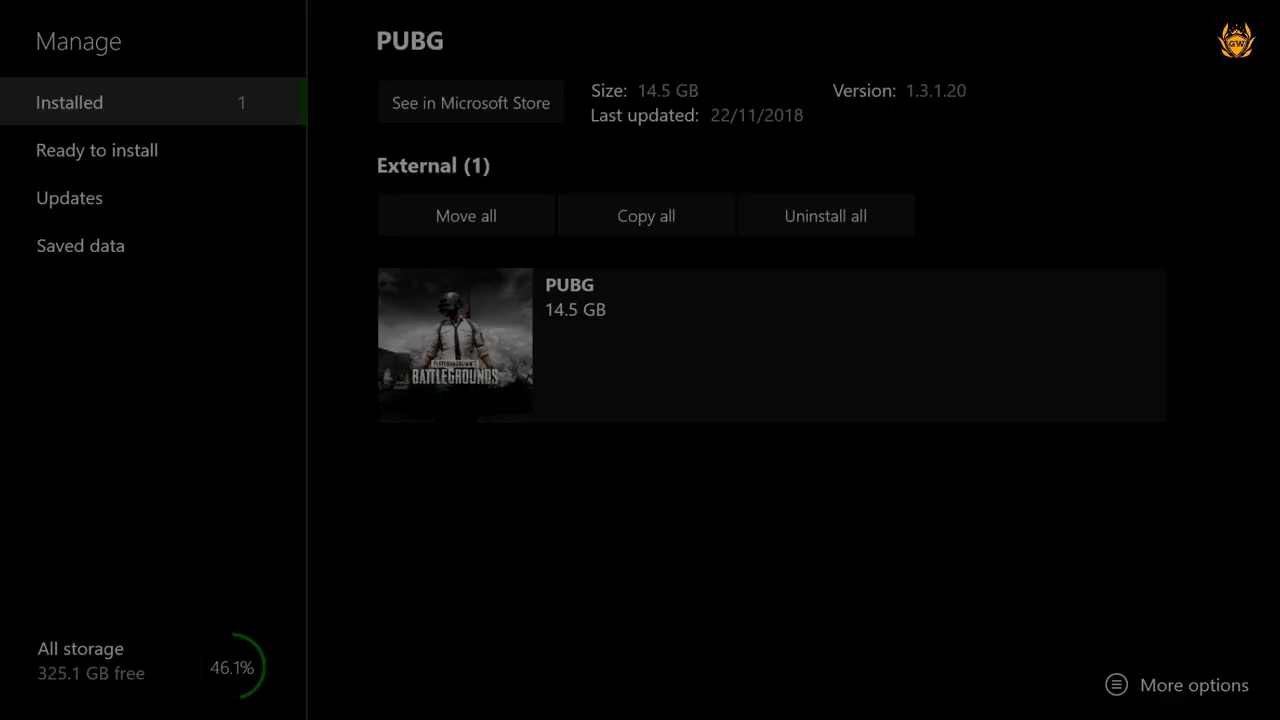 Manage
Installed 1
Ready to install
Updates
Saved data
All storage
325.1 GB free
46.1%
PUBG
See in Microsoft Store
Size: 14.5 GB
Version: 1.3.1.20
Last updated: 22/11/2018
External (1)
Move all
Copy all
Uninstall all
BATTLEGROUNDS
PUBG
14.5 GB
More options
GW